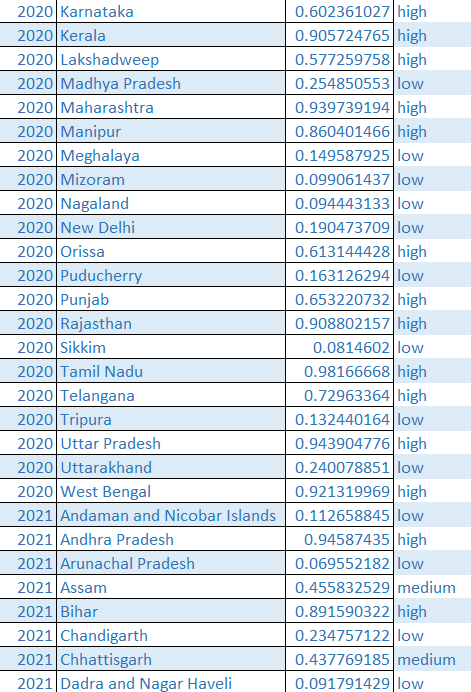 2020 Karnataka 0.602361027 high
2020 Kerala 0.905724765 high
2020 Lakshadweep 0.577259758 high
2020 Madhya Pradesh 0.254850553 low
2020 Maharashtra 0.939739194 high
2020 Manipur 0.860401466 high
2020 Meghalaya 0.149587925 low
2020 Mizoram 0.099061437 low
2020 Nagaland 0.094443133 low
2020 New Delhi 0.190473709 low
2020 Orissa 0.613144428 high
2020 Puducherry 0.163126294 low
2020 Punjab 0.653220732 high
2020 Rajasthan 0.908802157 high
2020 Sikkim 0.0814602 low
2020 Tamil Nadu 0.98166668 high
2020 Telangana 0.72963364 high
2020 Tripura 0.132440164 low
2020 Uttar Pradesh 0.943904776 high
2020 Uttarakhand 0.240078851 low
2020 West Bengal 0.921319969 high
2021 Andaman and Nicobar Islands 0.112658845 low
2021 Andhra Pradesh 0.94587435 high
2021 Arunachal Pradesh 0.069552182 low
2021 Assam 0.455832529 medium
2021 Bihar 0.891590322 high
2021 Chandigarth 0.234757122 low
2021 Chhattisgarh 0.437769185 medium
2021 Dadra and Nagar Haveli 0.091791429 low